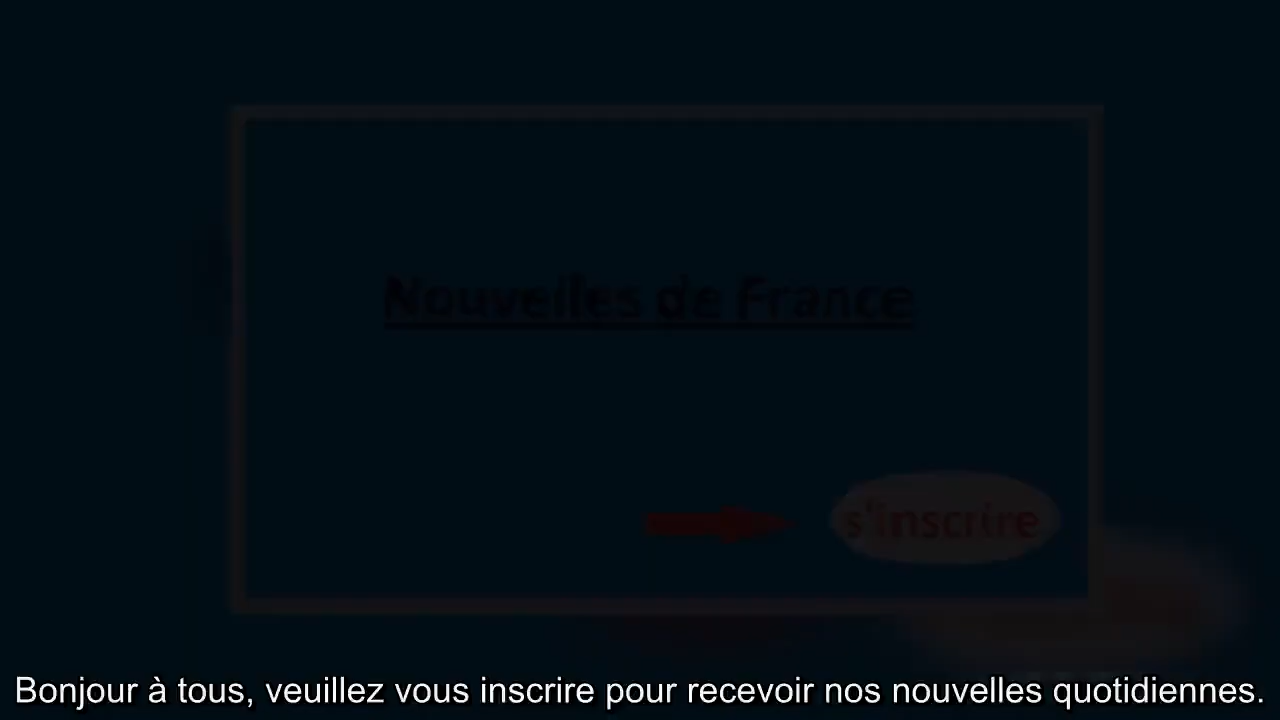 Nouvelles de France
s'inscrire
Bonjour à tous, veuillez vous inscrire pour recevoir nos nouvelles quotidiennes.